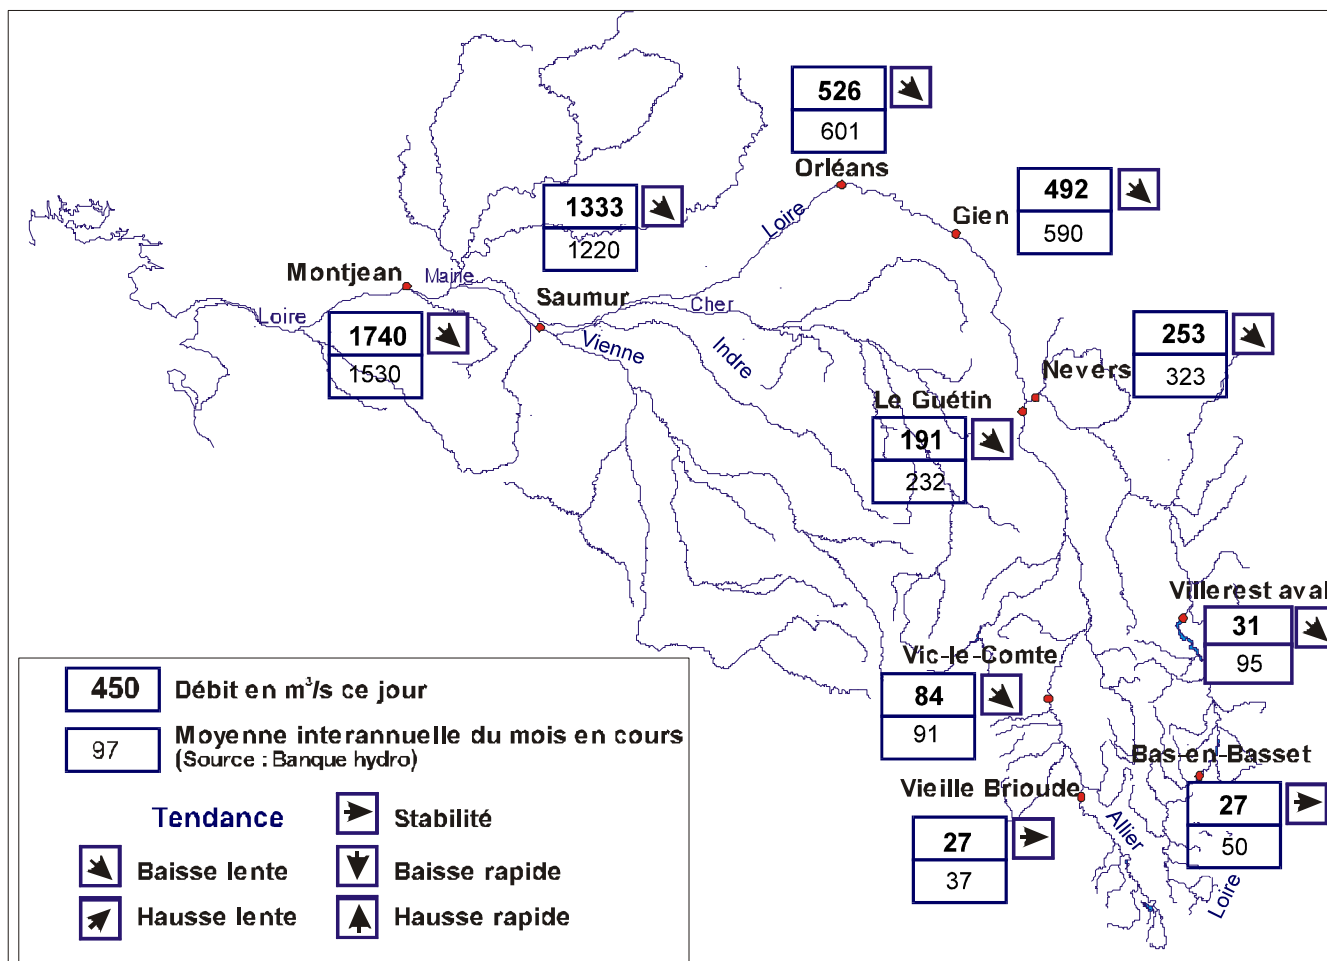 526
601
Orléans
492
590
Gien
Loire
1333
1220
Montjean
Maine
Saumur
Cher
Loire
1740
1530
Vienne
Indre
253
323
Nevers
Le Guétin
191
232
Villerest aval
31
95
Vic-le-Comte
84
91
Bas-en-Basset
27
50
Vieille Brioude
27
37
Allier
Loire
450 Débit en m³/s ce jour
97 Moyenne interannuelle du mois en cours
(Source : Banque hydro)
Tendance
Stabilité
Baisse lente
Baisse rapide
Hausse lente
Hausse rapide